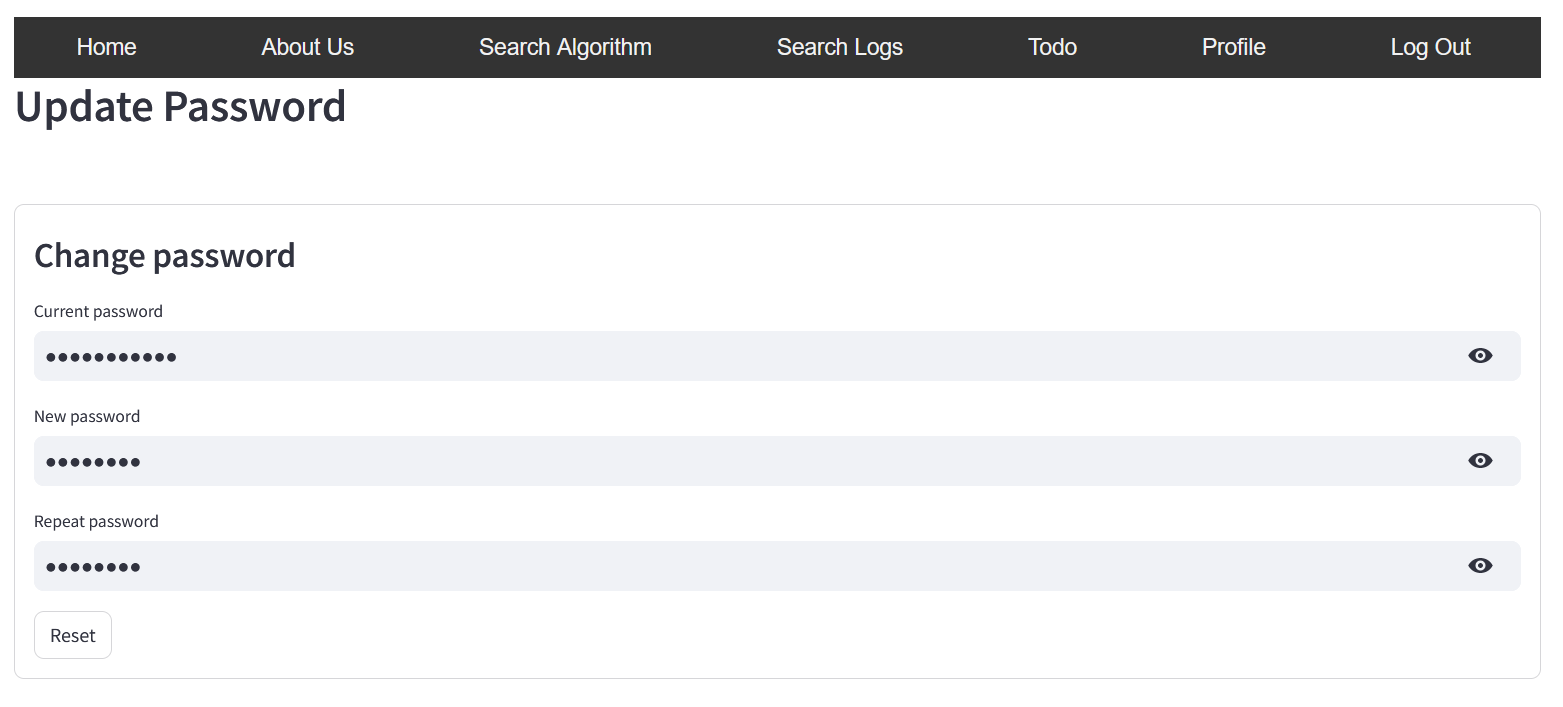 Home About Us Search Algorithm Search Logs Todo Profile Log Out
Update Password
Change password
Current password
●●●●●●●●●●●
New password
●●●●●●●●
Repeat password
●●●●●●●●
Reset